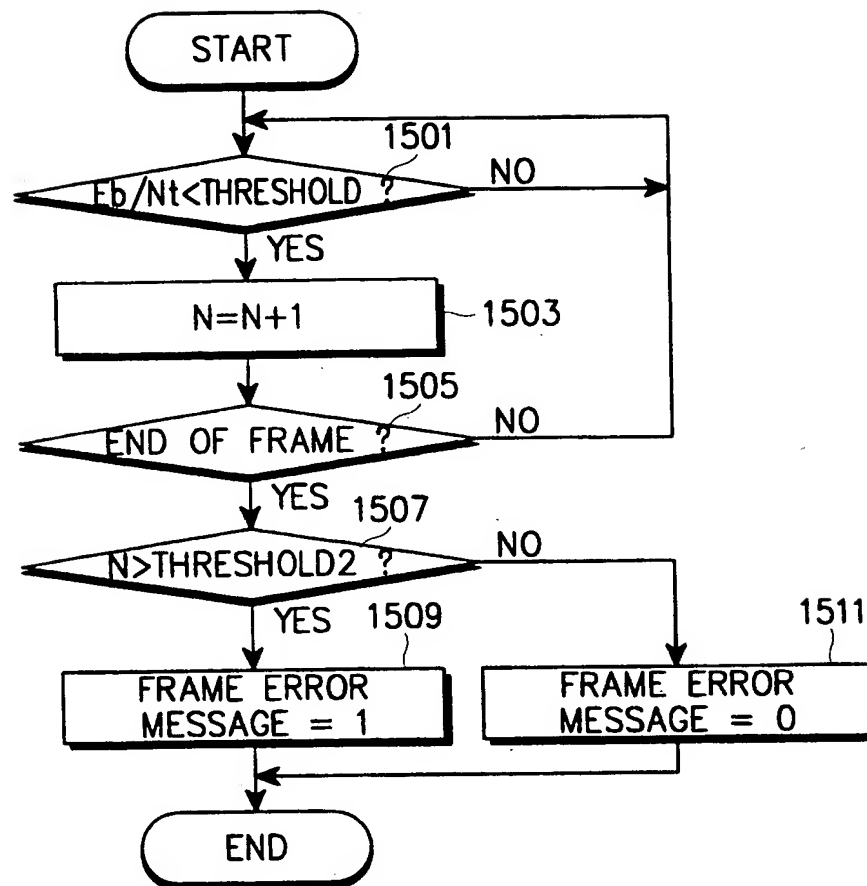 START
1501
Eb/Nt<THRESHOLD ?
NO
YES
N=N+1
1503
1505
END OF FRAME ?
NO
YES
1507
N>THRESHOLD2 ?
NO
YES
1509
1511
FRAME ERROR
MESSAGE = 1
FRAME ERROR
MESSAGE = 0
END